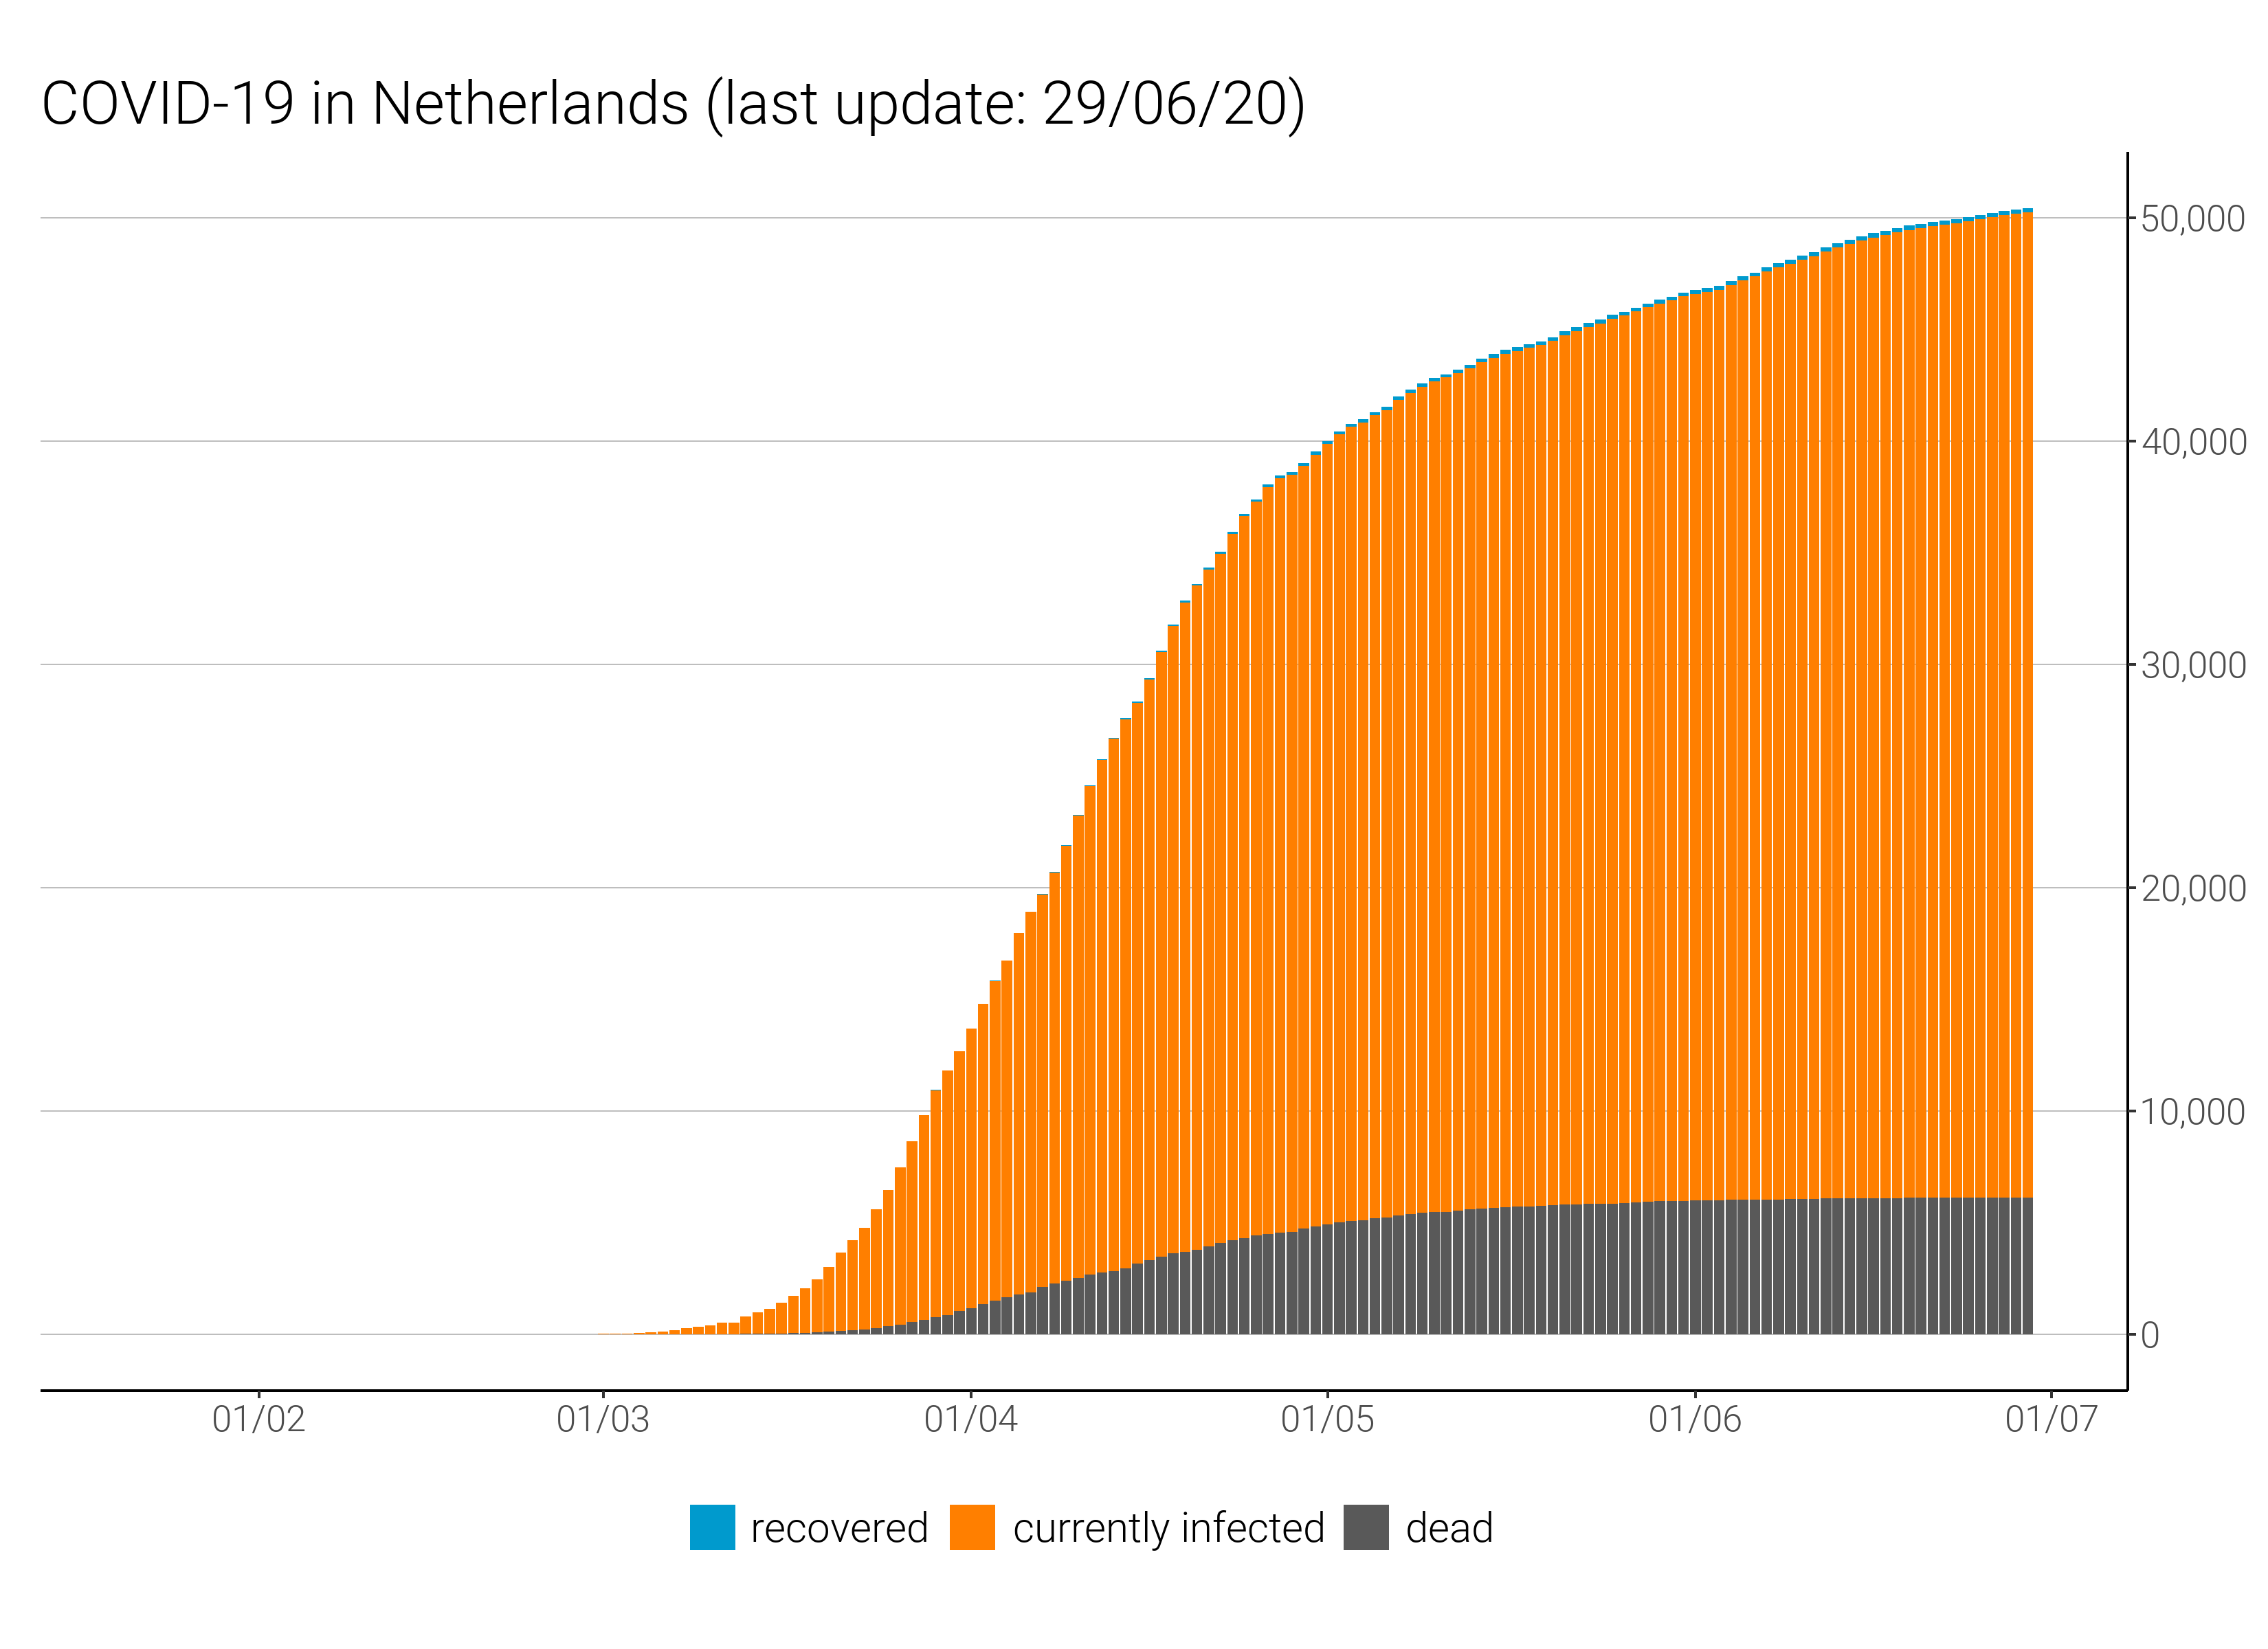 COVID-19 in Netherlands (last update: 29/06/20)
50,000
40,000
30,000
20,000
10,000
0
01/02 01/03 01/04 01/05 01/06 01/07
recovered currently infected dead